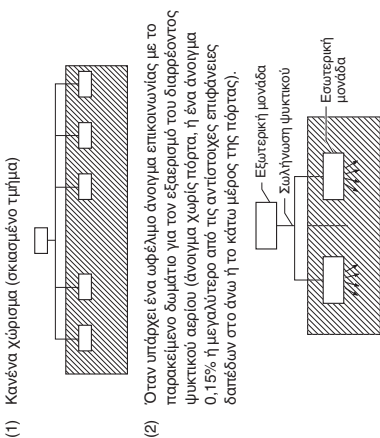 (1) Κανένα χώρισμα (σκιασμένο τμήμα)
(2) Όταν υπάρχει ένα ωφέλιμο άνοιγμα επικοινωνίας με το
παρακείμενο δωμάτιο για τον εξαερισμό του διαρρέοντος
ψυκτικού αερίου (άνοιγμα χωρίς πόρτα, ή ένα άνοιγμα
0,15% ή μεγαλύτερο από τις αντίστοιχες επιφάνειες
δαπέδων στο άνω ή το κάτω μέρος της πόρτας).
Εξωτερική μονάδα
Σωλήνωση ψυκτικού
Εσωτερική
μονάδα